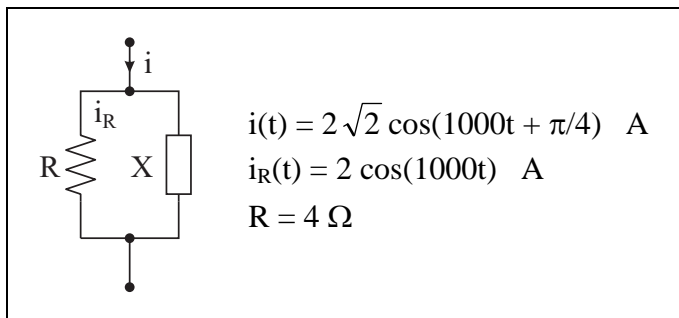 i
i_R
R
X
i(t) = 2√2 cos(1000t + π/4) A
i_R(t) = 2 cos(1000t) A
R = 4 Ω